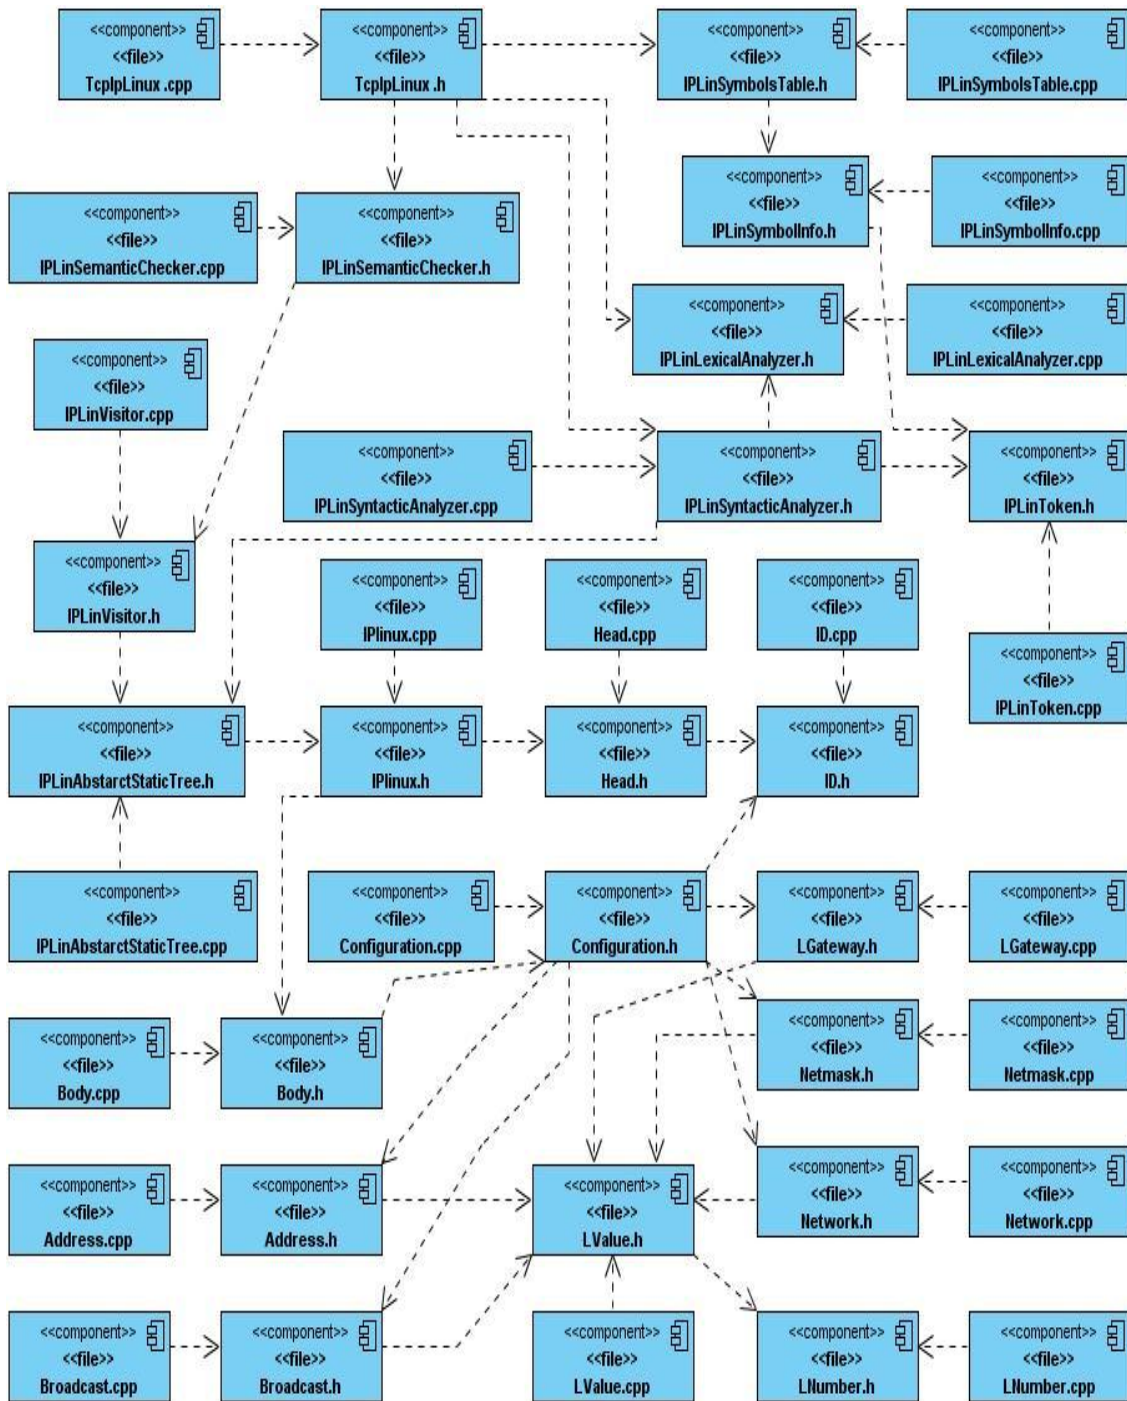 <<component>>
<<file>>
TcpIpLinux .cpp
<<component>>
<<file>>
TcpIpLinux .h
<<component>>
<<file>>
IPLinSymbolsTable.h
<<component>>
<<file>>
IPLinSymbolsTable.cpp
<<component>>
<<file>>
IPLinSymbolInfo.h
<<component>>
<<file>>
IPLinSymbolInfo.cpp
<<component>>
<<file>>
IPLinSemanticChecker.cpp
<<component>>
<<file>>
IPLinSemanticChecker.h
<<component>>
<<file>>
IPLinLexicalAnalyzer.h
<<component>>
<<file>>
IPLinLexicalAnalyzer.cpp
<<component>>
<<file>>
IPLinVisitor.cpp
<<component>>
<<file>>
IPLinSyntacticAnalyzer.cpp
<<component>>
<<file>>
IPLinSyntacticAnalyzer.h
<<component>>
<<file>>
IPLinToken.h
<<component>>
<<file>>
IPLinVisitor.h
<<component>>
<<file>>
IPlinux.cpp
<<component>>
<<file>>
Head.cpp
<<component>>
<<file>>
ID.cpp
<<component>>
<<file>>
IPLinToken.cpp
<<component>>
<<file>>
IPLinAbstarctStaticTree.h
<<component>>
<<file>>
IPlinux.h
<<component>>
<<file>>
Head.h
<<component>>
<<file>>
ID.h
<<component>>
<<file>>
IPLinAbstarctStaticTree.cpp
<<component>>
<<file>>
Configuration.cpp
<<component>>
<<file>>
Configuration.h
<<component>>
<<file>>
LGateway.h
<<component>>
<<file>>
LGateway.cpp
<<component>>
<<file>>
Body.cpp
<<component>>
<<file>>
Body.h
<<component>>
<<file>>
Netmask.h
<<component>>
<<file>>
Netmask.cpp
<<component>>
<<file>>
Address.cpp
<<component>>
<<file>>
Address.h
<<component>>
<<file>>
LValue.h
<<component>>
<<file>>
Network.h
<<component>>
<<file>>
Network.cpp
<<component>>
<<file>>
Broadcast.cpp
<<component>>
<<file>>
Broadcast.h
<<component>>
<<file>>
LValue.cpp
<<component>>
<<file>>
LNumber.h
<<component>>
<<file>>
LNumber.cpp